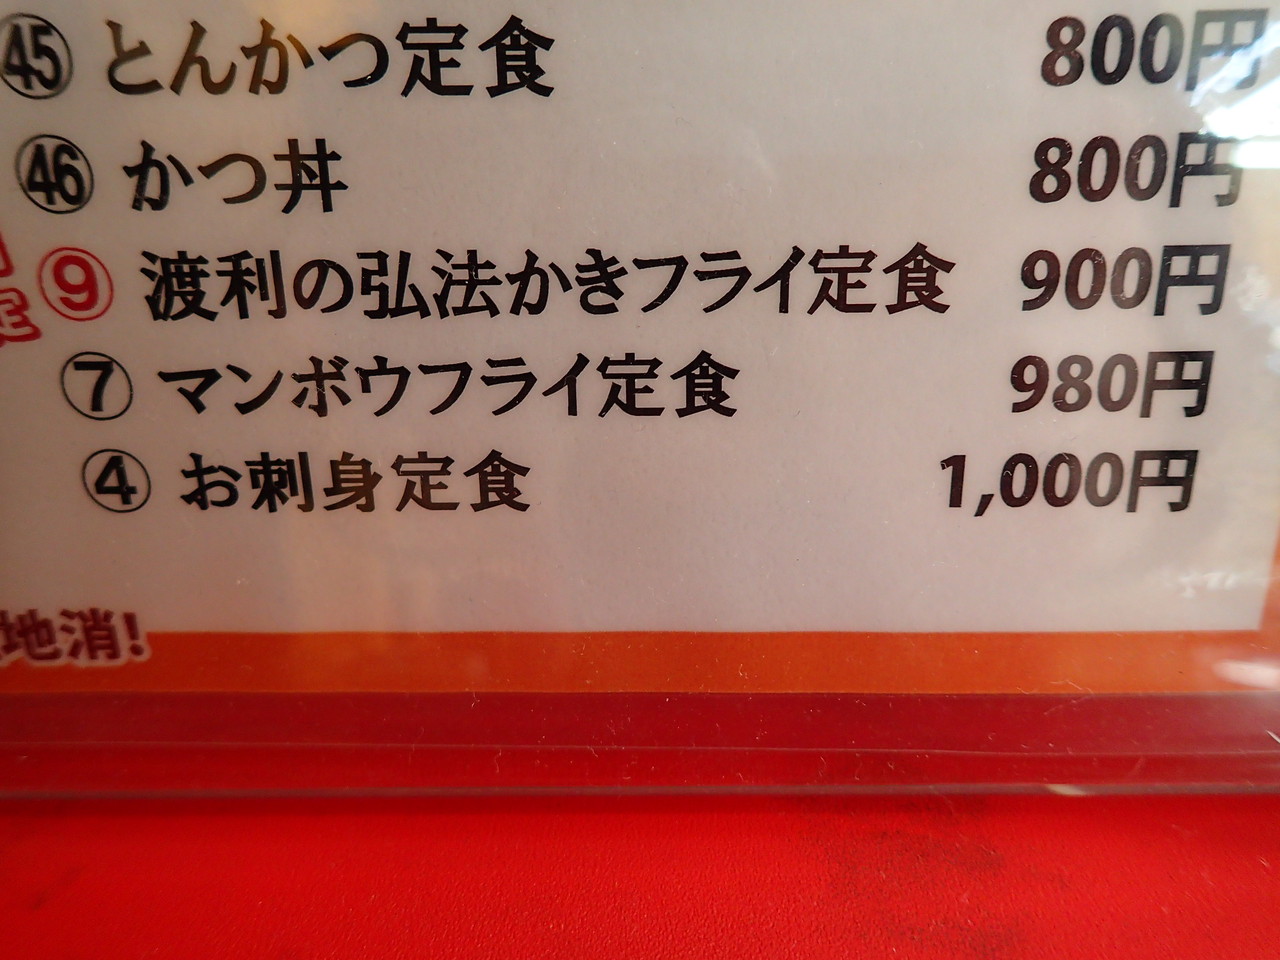 ㊺ とんかつ定食 800円
㊻ かつ丼 800円
⑨ 渡利の弘法かきフライ定食 900円
⑦ マンボウフライ定食 980円
④ お刺身定食 1,000円
地消!